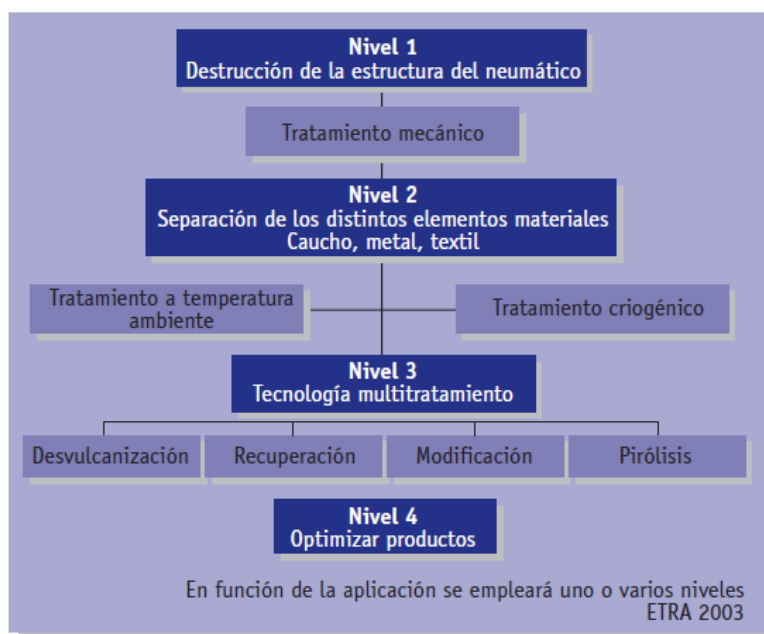 Nivel 1
Destrucción de la estructura del neumático
Tratamiento mecánico
Nivel 2
Separación de los distintos elementos materiales
Caucho, metal, textil
Tratamiento a temperatura
ambiente
Tratamiento criogénico
Nivel 3
Tecnología multitratamiento
Desvulcanización
Recuperación
Modificación
Pirólisis
Nivel 4
Optimizar productos
En función de la aplicación se empleará uno o varios niveles
ETRA 2003